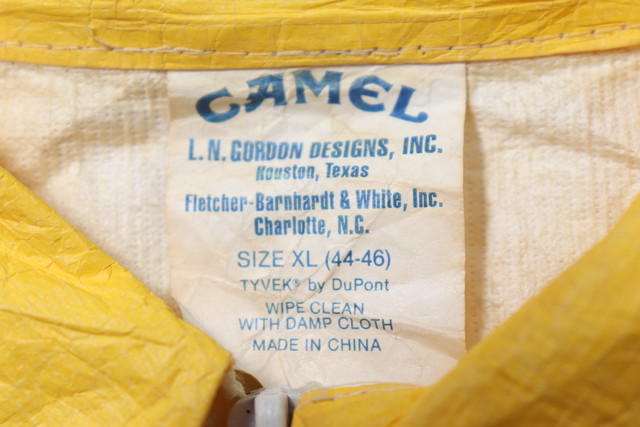 CAMEL
L.N. GORDON DESIGNS, INC.
Houston, Texas
Fletcher-Barnhardt & White, Inc.
Charlotte, N.C.
SIZE XL (44-46)
TYVEK® by DuPont
WIPE CLEAN
WITH DAMP CLOTH
MADE IN CHINA